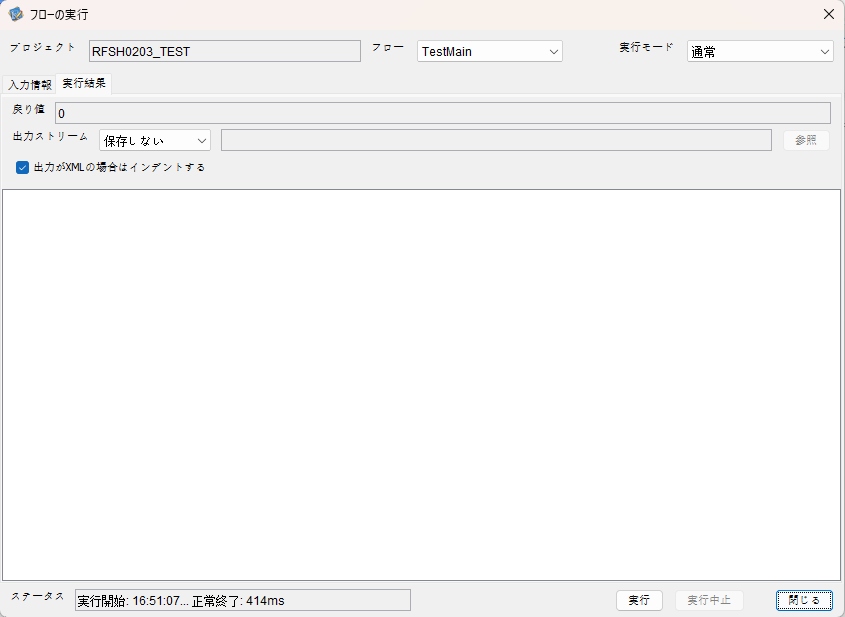 フローの実行
プロジェクト RFSH0203_TEST フロー TestMain 実行モード 通常
入力情報 実行結果
戻り値 0
出力ストリーム 保存しない 参照
出力がXMLの場合はインデントする
ステータス 実行開始: 16:51:07... 正常終了: 414ms 実行 実行中止 閉じる